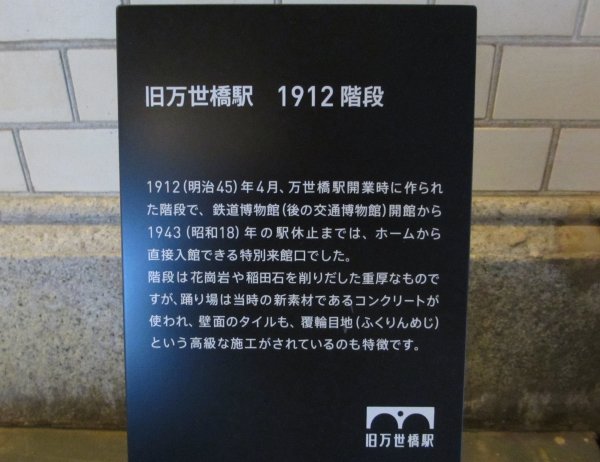 旧万世橋駅 1912階段
1912(明治45)年4月、万世橋駅開業時に作られ
た階段で、鉄道博物館(後の交通博物館)開館から
1943(昭和18)年の駅休止までは、ホームから
直接入館できる特別来館口でした。
階段は花崗岩や稲田石を削りだした重厚なもので
すが、踊り場は当時の新素材であるコンクリートが
使われ、壁面のタイルも、覆輪目地(ふくりんめじ)
という高級な施工がされているのも特徴です。
旧万世橋駅